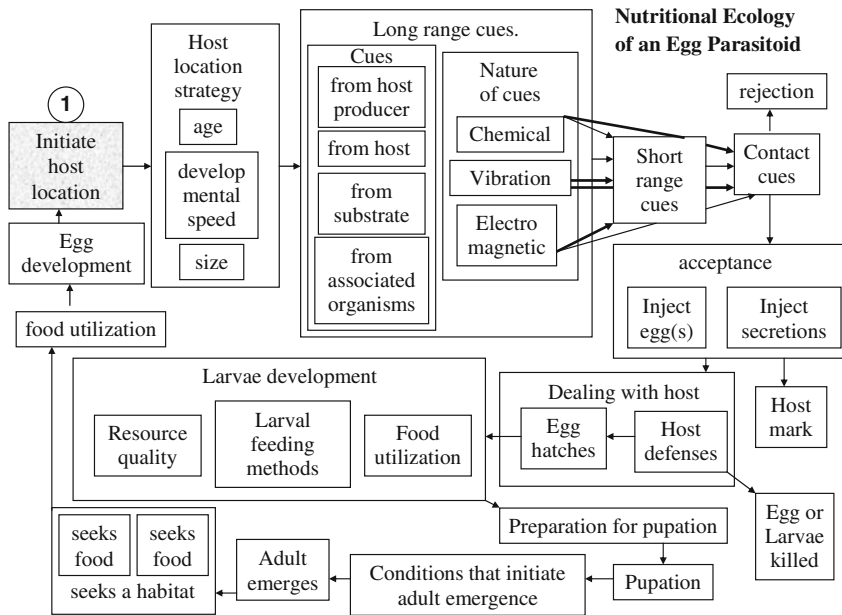 Nutritional Ecology
of an Egg Parasitoid
1
Initiate
host
location
Host
location
strategy
age
develop
mental
speed
size
Long range cues.
Cues
from host
producer
from host
from
substrate
from
associated
organisms
Nature
of cues
Chemical
Vibration
Electro
magnetic
Short
range
cues
Contact
cues
rejection
acceptance
Inject
egg(s)
Inject
secretions
Host
mark
Dealing with host
Egg
hatches
Host
defenses
Egg or
Larvae
killed
Larvae development
Resource
quality
Larval
feeding
methods
Food
utilization
Preparation for pupation
Pupation
Conditions that initiate
adult emergence
Adult
emerges
seeks
food
seeks
food
seeks a habitat
food utilization
Egg
development